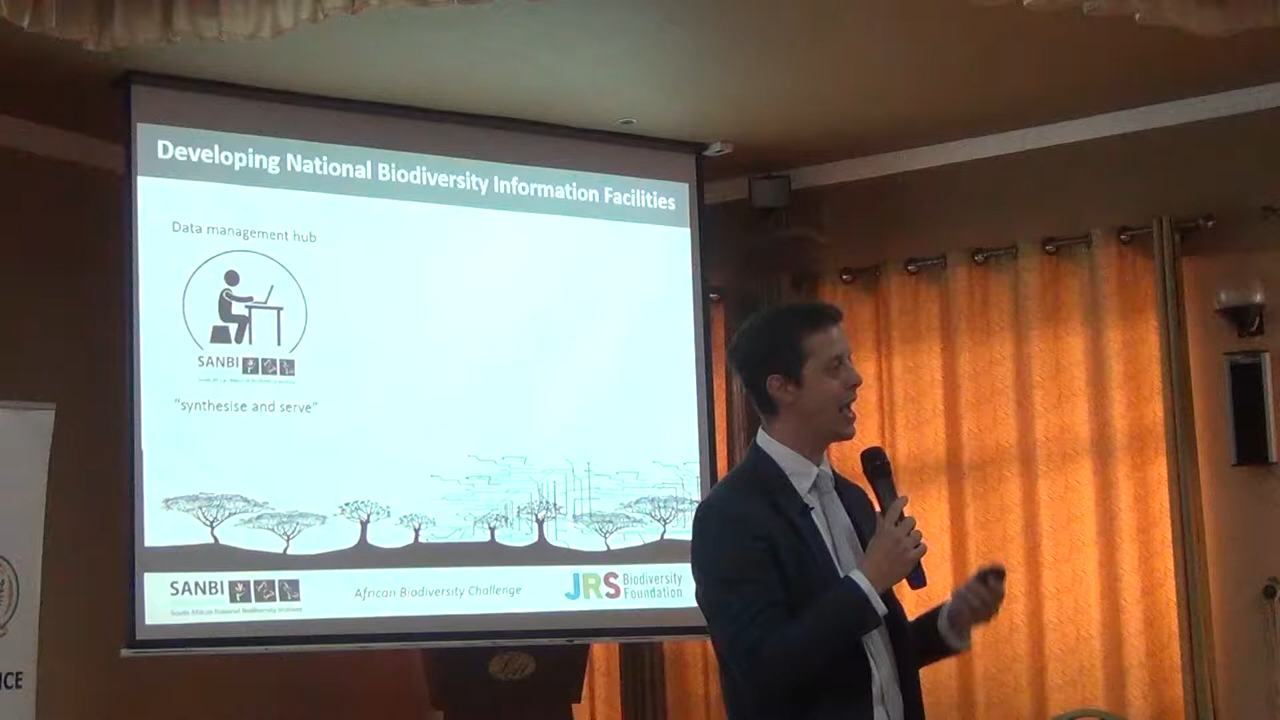 Developing National Biodiversity Information Facilities
Data management hub
SANBI
"synthesise and serve"
SANBI
South African National Biodiversity Institute
African Biodiversity Challenge
JRS Biodiversity
Foundation
ICE